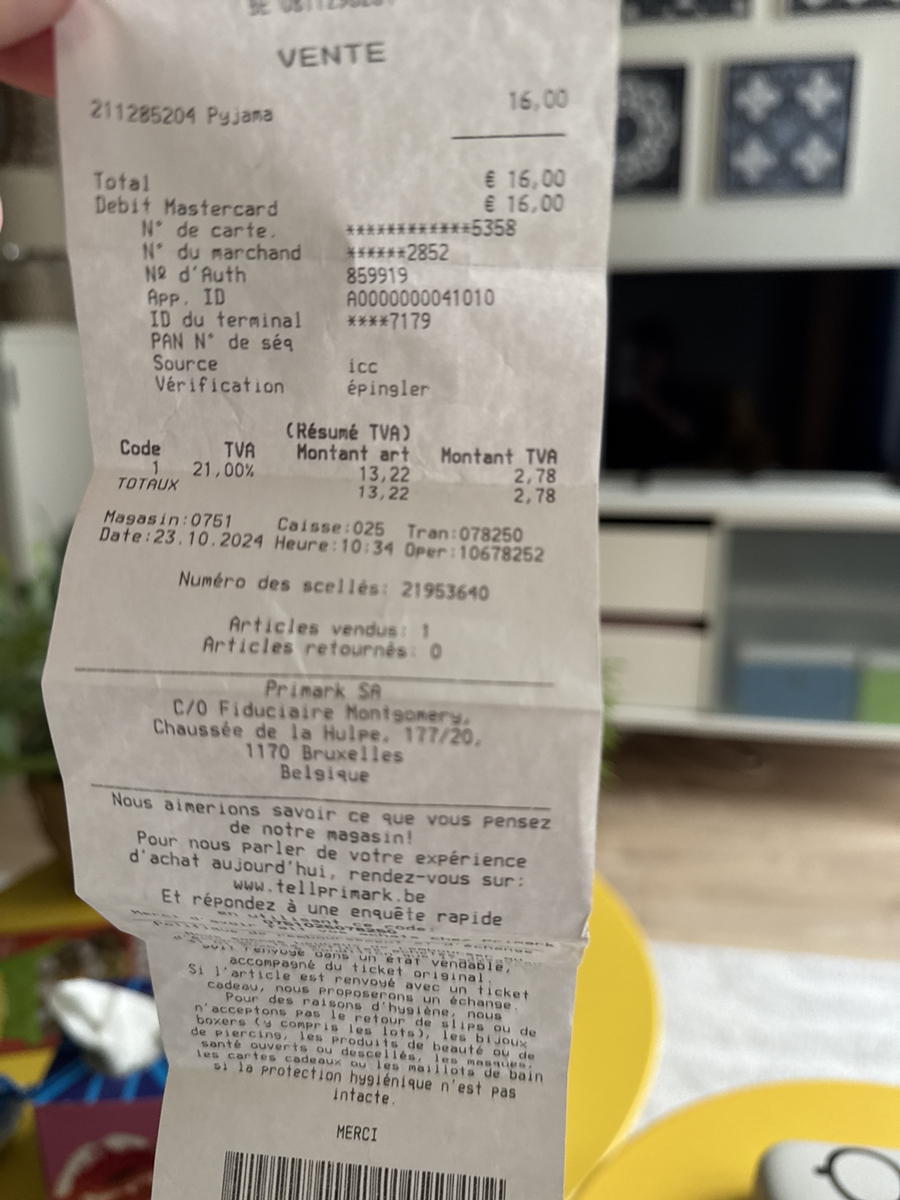 VENTE
211285204 Pyjama 16,00
Total € 16,00
Debit Mastercard € 16,00
N° de carte. ************5358
N° du marchand ******2852
Nº d'Auth 859919
App. ID A0000000041010
ID du terminal ****7179
PAN N° de séq
Source icc
Vérification épingler
(Résumé TVA)
Code TVA Montant art Montant TVA
1 21,00% 13,22 2,78
TOTAUX 13,22 2,78
Magasin:0751 Caisse:025 Tran:078250
Date:23.10.2024 Heure:10:34 Oper:10678252
Numéro des scellés: 21953640
Articles vendus: 1
Articles retournés: 0
Primark SA
C/O Fiduciaire Montgomery,
Chaussée de la Hulpe, 177/20,
1170 Bruxelles
Belgique
Nous aimerions savoir ce que vous pensez
de notre magasin!
Pour nous parler de votre expérience
d'achat aujourd'hui, rendez-vous sur:
www.tellprimark.be
Et répondez à une enquête rapide
en utilisant ce code:
renvoyé dans un état vendable,
accompagné du ticket original.
Si l'article est renvoyé avec un ticket
cadeau, nous proposerons un échange.
Pour des raisons d'hygiène, nous
n'acceptons pas le retour de slips ou de
boxers (y compris les lots), les bijoux
de piercing, les produits de beauté ou de
santé ouverts ou descellés, les masques,
les cartes cadeaux ou les maillots de bain
si la protection hygiénique n'est pas
intacte.
MERCI